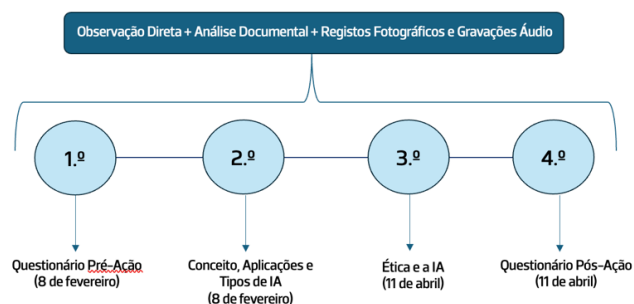 Observação Direta + Análise Documental + Registos Fotográficos e Gravações Áudio
1.º
2.º
3.º
4.º
Questionário Pré-Ação
(8 de fevereiro)
Conceito, Aplicações e
Tipos de IA
(8 de fevereiro)
Ética e a IA
(11 de abril)
Questionário Pós-Ação
(11 de abril)